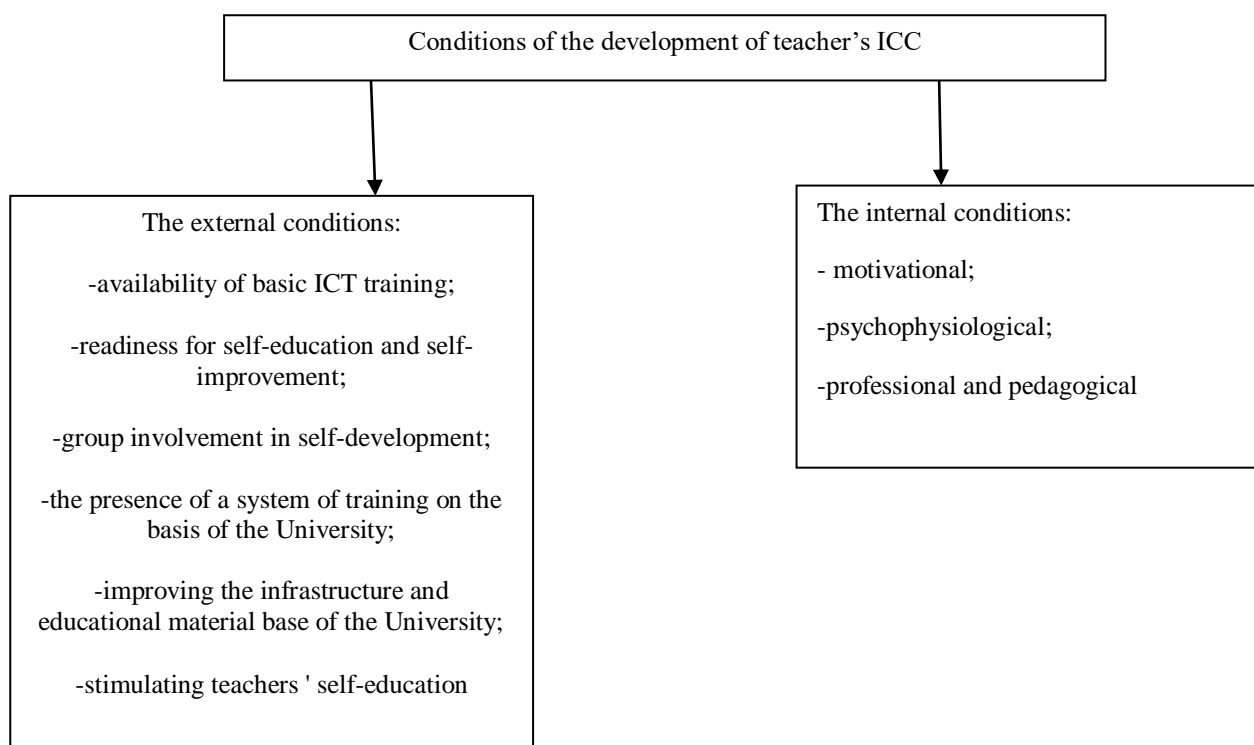 Conditions of the development of teacher’s ICC
The external conditions:
-availability of basic ICT training;
-readiness for self-education and self-
improvement;
-group involvement in self-development;
-the presence of a system of training on the
basis of the University;
-improving the infrastructure and
educational material base of the University;
-stimulating teachers ' self-education
The internal conditions:
- motivational;
-psychophysiological;
-professional and pedagogical